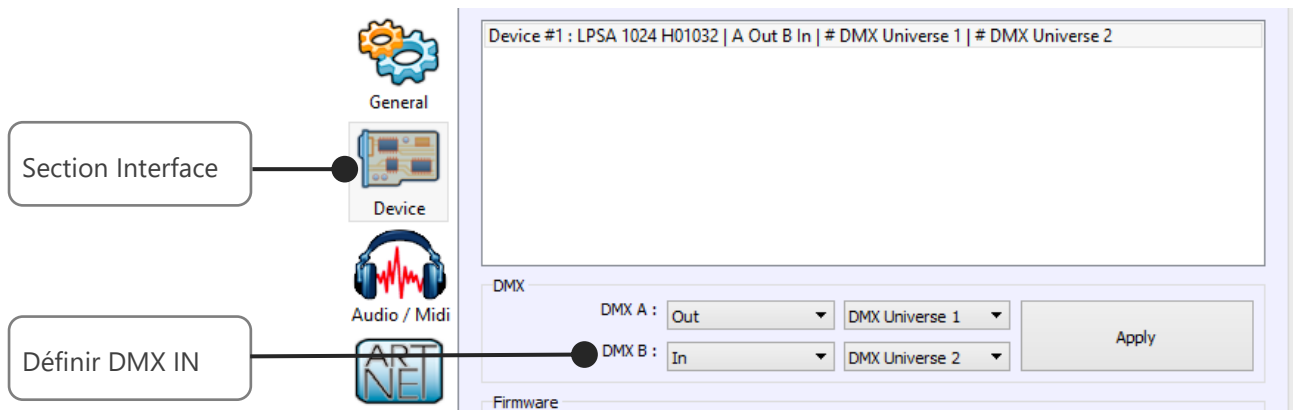 Device #1 : LPSA 1024 H01032 | A Out B In | # DMX Universe 1 | # DMX Universe 2
General
Section Interface
Device
Audio / Midi
DMX
DMX A : Out DMX Universe 1
Apply
DMX B : In DMX Universe 2
Définir DMX IN
ART
NET
Firmware